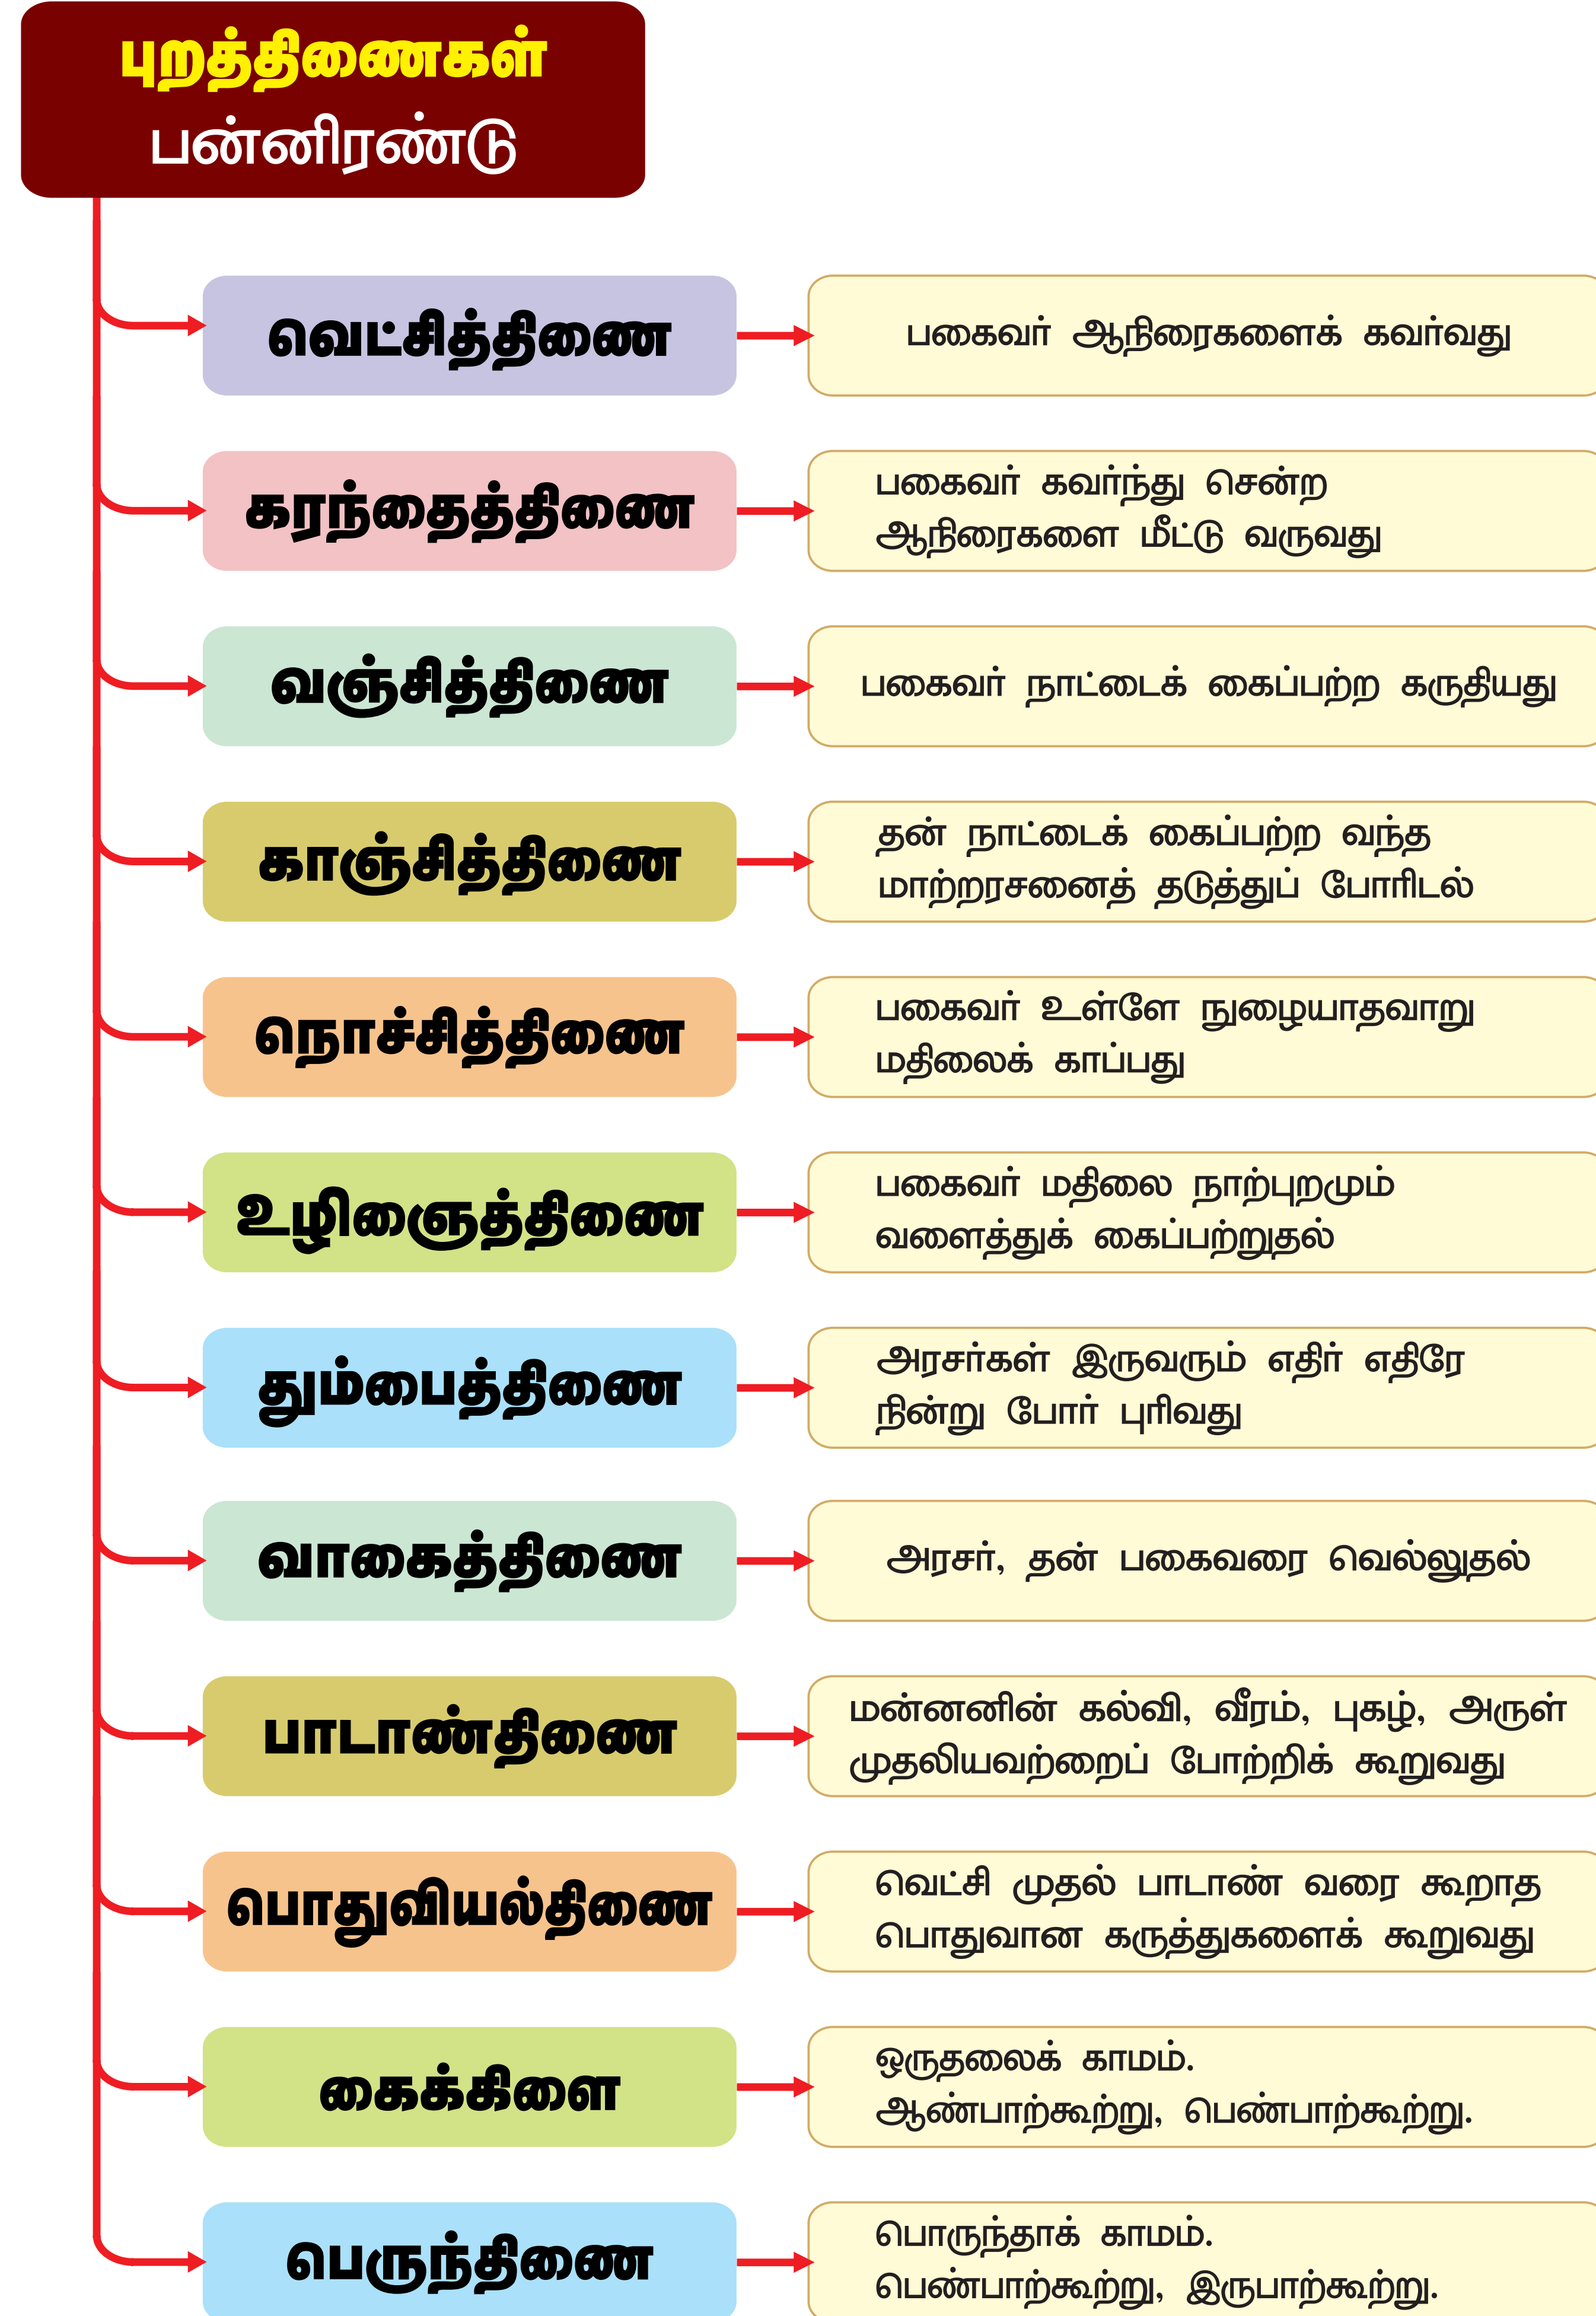 புறத்திணைகள்
பன்னிரண்டு
வெட்சித்திணை
பகைவர் ஆநிரைகளைக் கவர்வது
கரந்தைத்திணை
பகைவர் கவர்ந்து சென்ற
ஆநிரைகளை மீட்டு வருவது
வஞ்சித்திணை
பகைவர் நாட்டைக் கைப்பற்ற கருதியது
காஞ்சித்திணை
தன் நாட்டைக் கைப்பற்ற வந்த
மாற்றரசனைத் தடுத்துப் போரிடல்
நொச்சித்திணை
பகைவர் உள்ளே நுழையாதவாறு
மதிலைக் காப்பது
உழிஞைத்திணை
பகைவர் மதிலை நாற்புறமும்
வளைத்துக் கைப்பற்றுதல்
தும்பைத்திணை
அரசர்கள் இருவரும் எதிர் எதிரே
நின்று போர் புரிவது
வாகைத்திணை
அரசர், தன் பகைவரை வெல்லுதல்
பாடாண்திணை
மன்னனின் கல்வி, வீரம், புகழ், அருள்
முதலியவற்றைப் போற்றிக் கூறுவது
பொதுவியல்திணை
வெட்சி முதல் பாடாண் வரை கூறாத
பொதுவான கருத்துகளைக் கூறுவது
கைக்கிளை
ஒருதலைக் காமம்.
ஆண்பாற்கூற்று, பெண்பாற்கூற்று.
பெருந்திணை
பொருந்தாக் காமம்.
பெண்பாற்கூற்று, இருபாற்கூற்று.